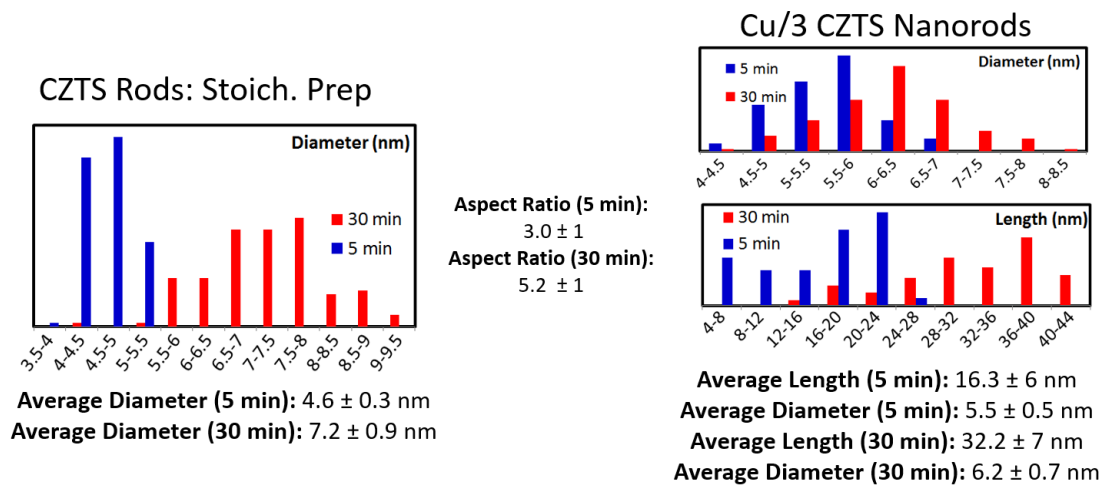 CZTS Rods: Stoich. Prep
Diameter (nm)
30 min
5 min
3.5-4
4-4.5
4.5-5
5-5.5
5.5-6
6-6.5
6.5-7
7-7.5
7.5-8
8-8.5
8.5-9
9-9.5
Average Diameter (5 min): 4.6 ± 0.3 nm
Average Diameter (30 min): 7.2 ± 0.9 nm
Aspect Ratio (5 min):
3.0 ± 1
Aspect Ratio (30 min):
5.2 ± 1
Cu/3 CZTS Nanorods
Diameter (nm)
5 min
30 min
4-4.5
4.5-5
5-5.5
5.5-6
6-6.5
6.5-7
7-7.5
7.5-8
8-8.5
Length (nm)
30 min
5 min
4-8
8-12
12-16
16-20
20-24
24-28
28-32
32-36
36-40
40-44
Average Length (5 min): 16.3 ± 6 nm
Average Diameter (5 min): 5.5 ± 0.5 nm
Average Length (30 min): 32.2 ± 7 nm
Average Diameter (30 min): 6.2 ± 0.7 nm